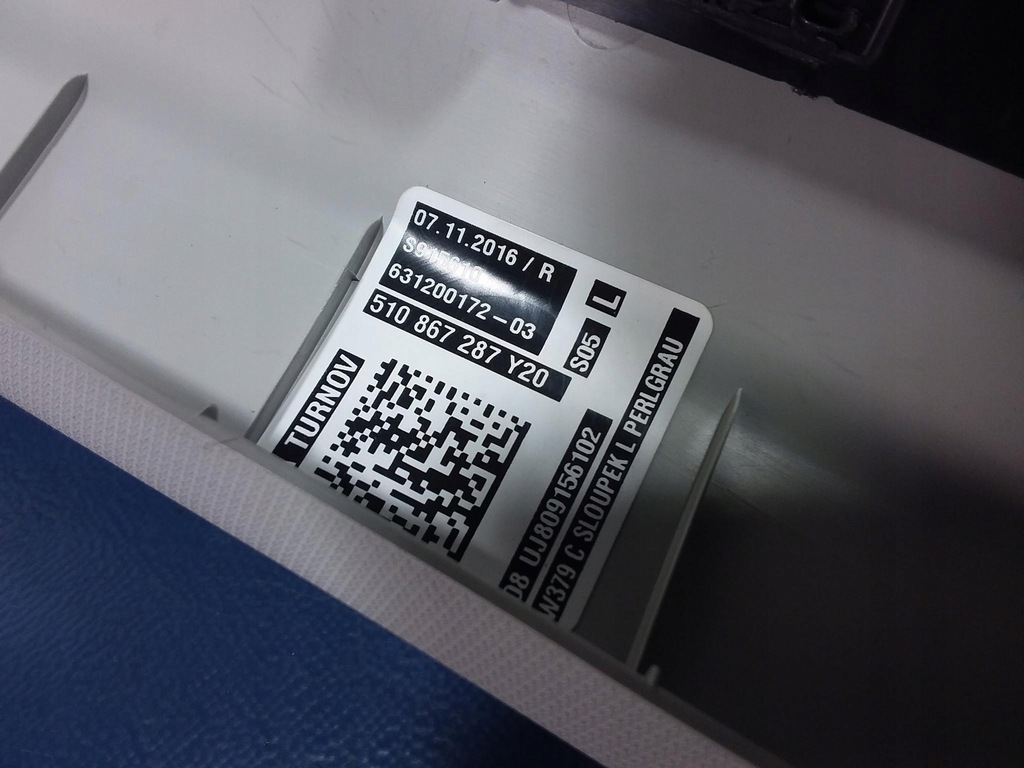 07.11.2016 / R
631200172-03
510 867 287 Y20
L
S05
TURNOV
D8 UJ809156102
W379 C SLOUPEK L PERLGRAU